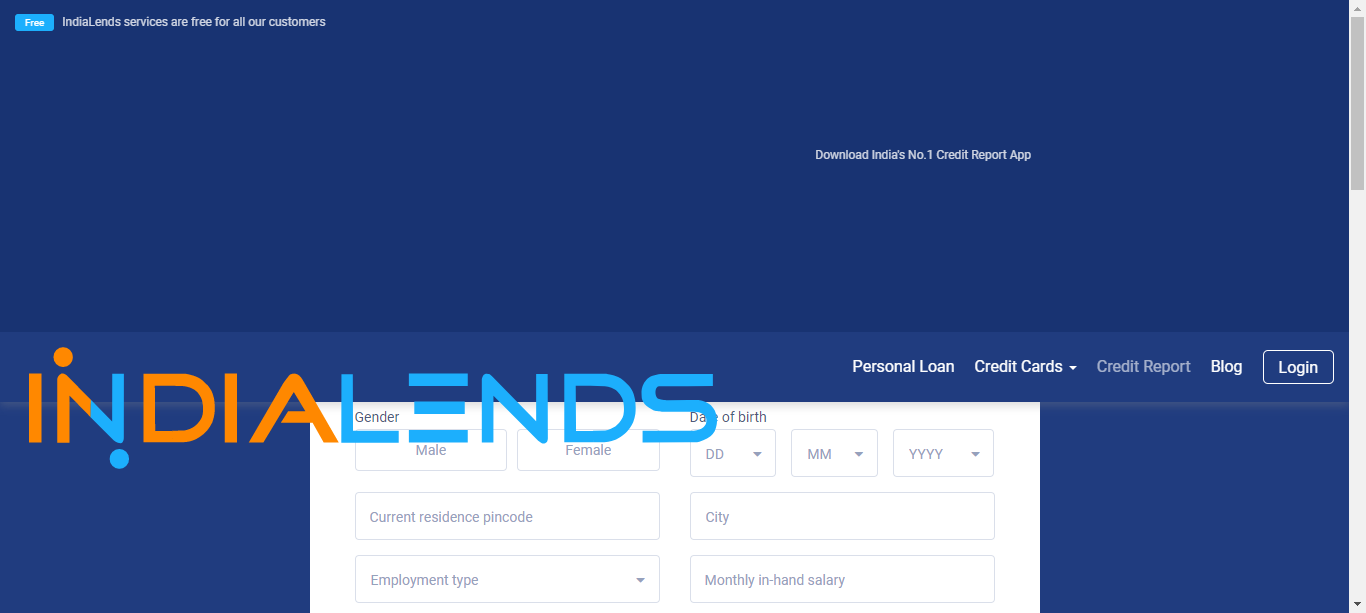 Free IndiaLends services are free for all our customers
Download India's No.1 Credit Report App
INDIALENDS
Personal Loan Credit Cards Credit Report Blog Login
Gender Date of birth
Male Female DD MM YYYY
Current residence pincode City
Employment type Monthly in-hand salary